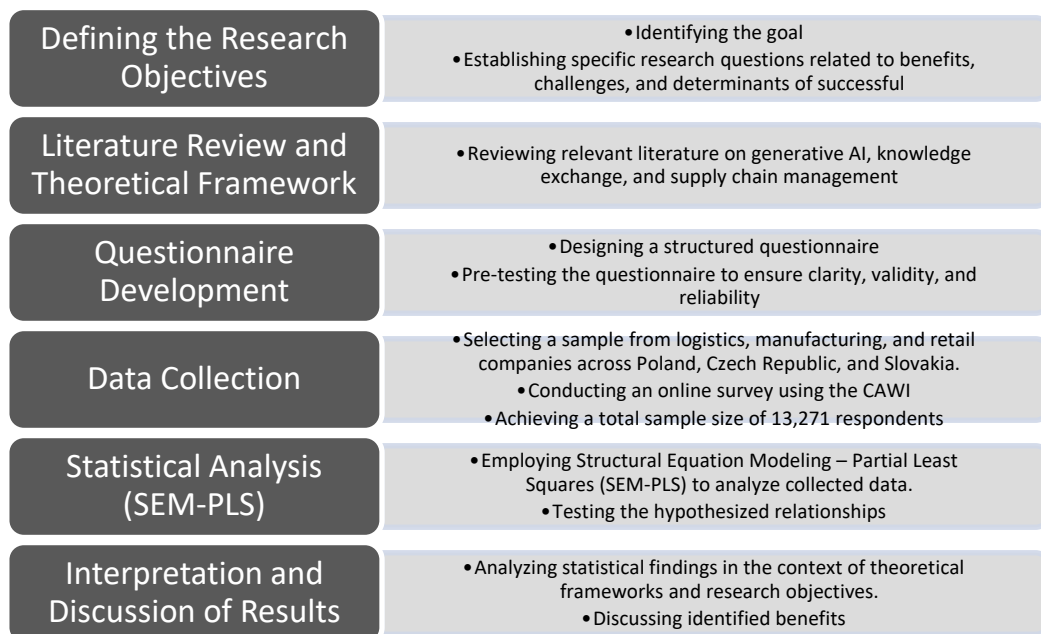 Defining the Research
Objectives
•Identifying the goal
•Establishing specific research questions related to benefits,
challenges, and determinants of successful
Literature Review and
Theoretical Framework
•Reviewing relevant literature on generative AI, knowledge
exchange, and supply chain management
Questionnaire
Development
•Designing a structured questionnaire
•Pre-testing the questionnaire to ensure clarity, validity, and
reliability
Data Collection
•Selecting a sample from logistics, manufacturing, and retail
companies across Poland, Czech Republic, and Slovakia.
•Conducting an online survey using the CAWI
•Achieving a total sample size of 13,271 respondents
Statistical Analysis
(SEM-PLS)
•Employing Structural Equation Modeling – Partial Least
Squares (SEM-PLS) to analyze collected data.
•Testing the hypothesized relationships
Interpretation and
Discussion of Results
•Analyzing statistical findings in the context of theoretical
frameworks and research objectives.
•Discussing identified benefits